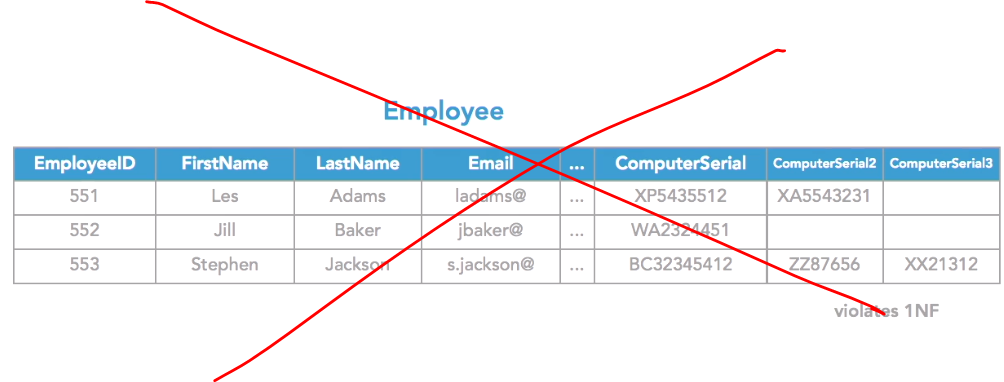 Employee
EmployeeID FirstName LastName Email ... ComputerSerial ComputerSerial2 ComputerSerial3
551 Les Adams ladams@ ... XP5435512 XA5543231
552 Jill Baker jbaker@ ... WA2324451
553 Stephen Jackson s.jackson@ ... BC32345412 ZZ87656 XX21312
violates 1NF